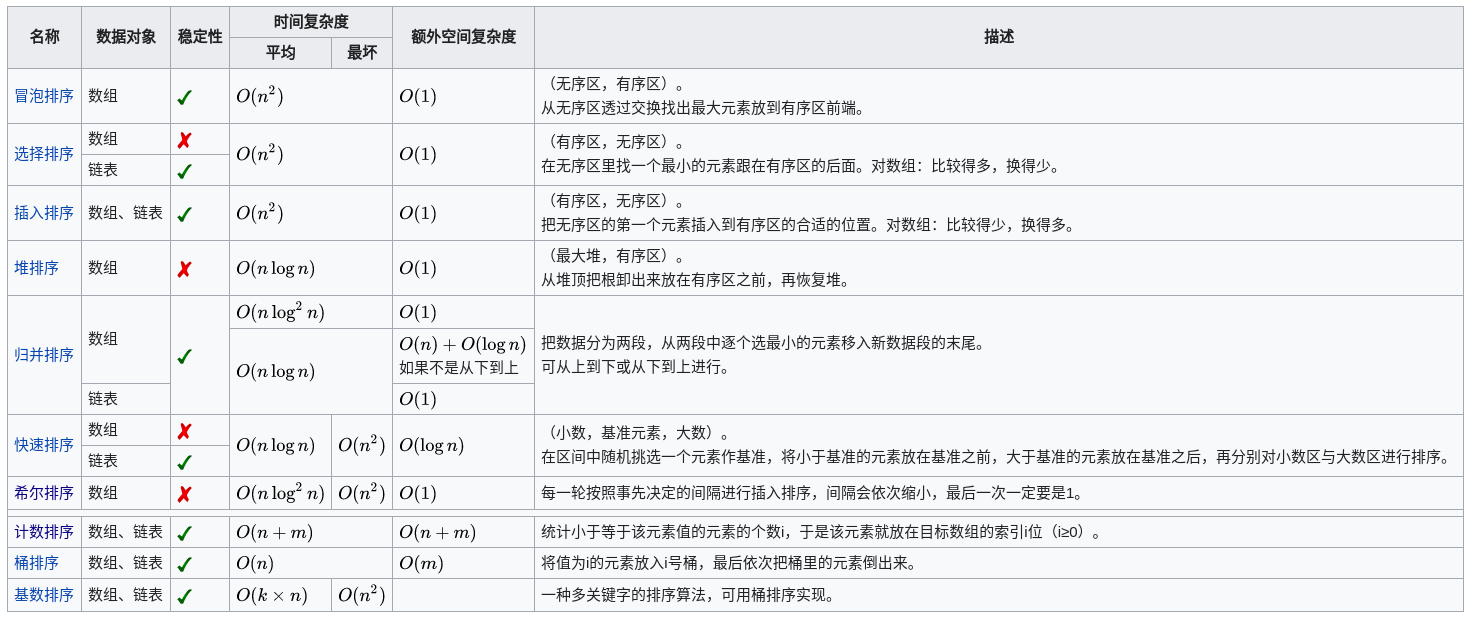 名称 数据对象 稳定性 时间复杂度 额外空间复杂度 描述
平均 最坏
冒泡排序 数组 ✓ O(n²) O(1) （无序区，有序区）。
从无序区透过交换找出最大元素放到有序区前端。
选择排序 数组 ✗ O(n²) O(1) （有序区，无序区）。
链表 ✓ 在无序区里找一个最小的元素跟在有序区的后面。对数组：比较得多，换得少。
插入排序 数组、链表 ✓ O(n²) O(1) （有序区，无序区）。
把无序区的第一个元素插入到有序区的合适的位置。对数组：比较得少，换得多。
堆排序 数组 ✗ O(n log n) O(1) （最大堆，有序区）。
从堆顶把根卸出来放在有序区之前，再恢复堆。
归并排序 数组 ✓ O(n log² n) O(1) 把数据分为两段，从两段中逐个选最小的元素移入新数据段的末尾。
可从上到下或从下到上进行。
O(n log n) O(n) + O(log n)
如果不是从下到上
链表 O(1)
快速排序 数组 ✗ O(n log n) O(n²) O(log n) （小数，基准元素，大数）。
链表 ✓ 在区间中随机挑选一个元素作基准，将小于基准的元素放在基准之前，大于基准的元素放在基准之后，再分别对小数区与大数区进行排序。
希尔排序 数组 ✗ O(n log² n) O(n²) O(1) 每一轮按照事先决定的间隔进行插入排序，间隔会依次缩小，最后一次一定要是1。
计数排序 数组、链表 ✓ O(n + m) O(n + m) 统计小于等于该元素值的元素的个数i，于是该元素就放在目标数组的索引i位（i≥0）。
桶排序 数组、链表 ✓ O(n) O(m) 将值为i的元素放入i号桶，最后依次把桶里的元素倒出来。
基数排序 数组、链表 ✓ O(k × n) O(n²) 一种多关键字的排序算法，可用桶排序实现。